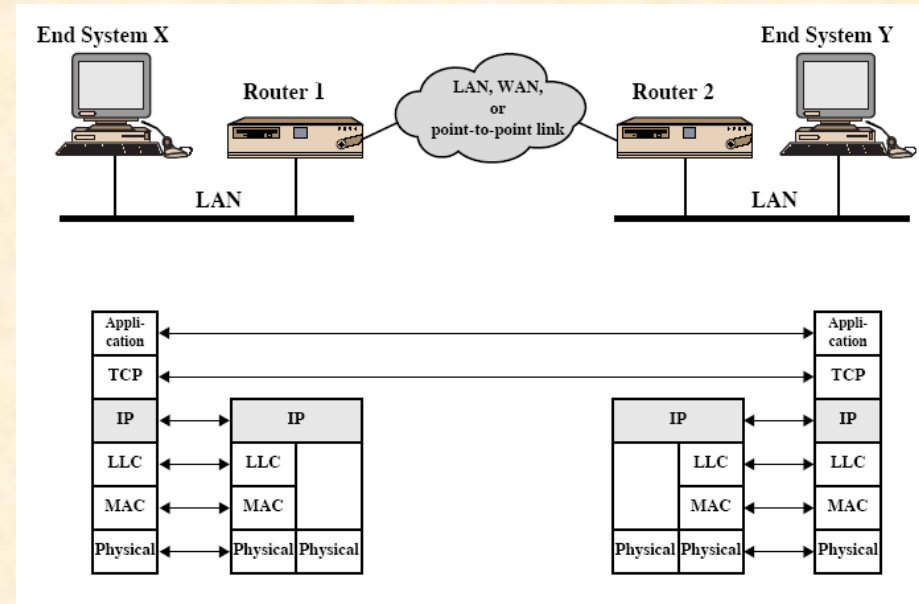 End System X
End System Y
Router 1
LAN, WAN,
or
point-to-point link
Router 2
LAN
LAN
Appli-
cation
Appli-
cation
TCP
TCP
IP
IP
IP
IP
LLC
LLC
LLC
LLC
MAC
MAC
MAC
MAC
Physical
Physical
Physical
Physical
Physical
Physical